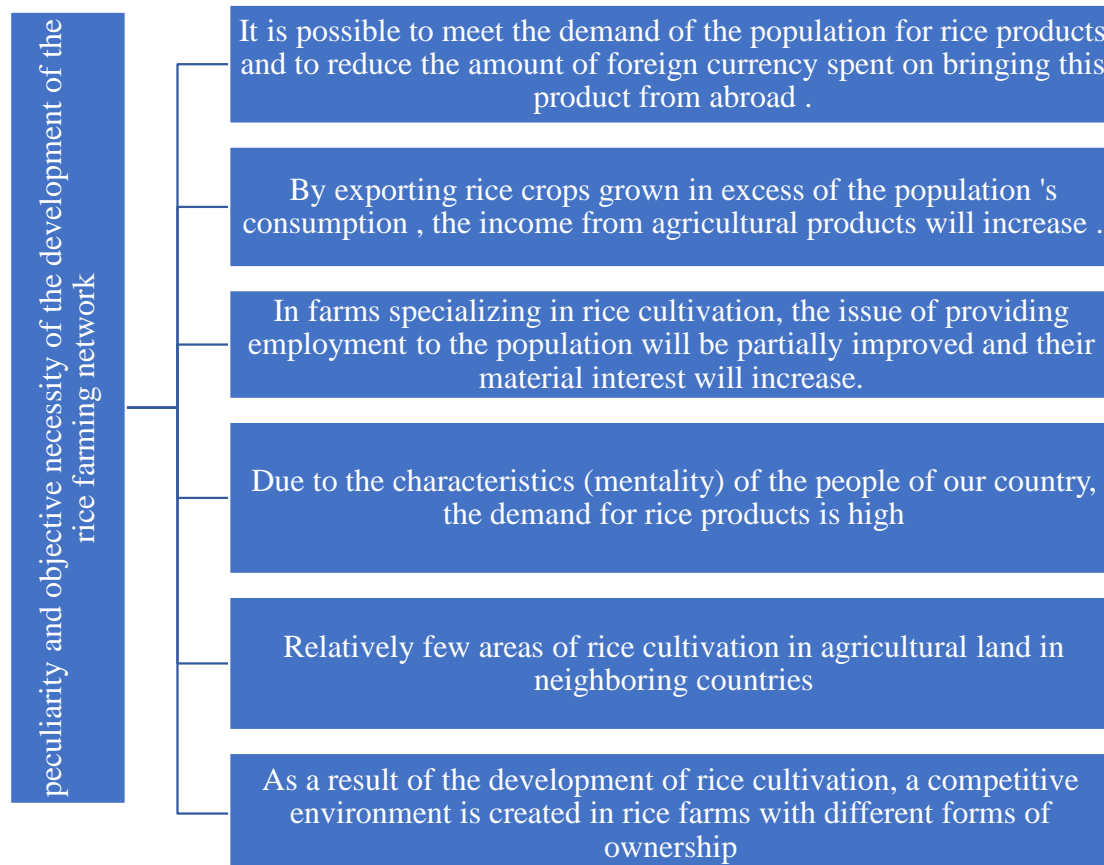 peculiarity and objective necessity of the development of the
rice farming network
It is possible to meet the demand of the population for rice products
and to reduce the amount of foreign currency spent on bringing this
product from abroad .
By exporting rice crops grown in excess of the population 's
consumption , the income from agricultural products will increase .
In farms specializing in rice cultivation, the issue of providing
employment to the population will be partially improved and their
material interest will increase.
Due to the characteristics (mentality) of the people of our country,
the demand for rice products is high
Relatively few areas of rice cultivation in agricultural land in
neighboring countries
As a result of the development of rice cultivation, a competitive
environment is created in rice farms with different forms of
ownership